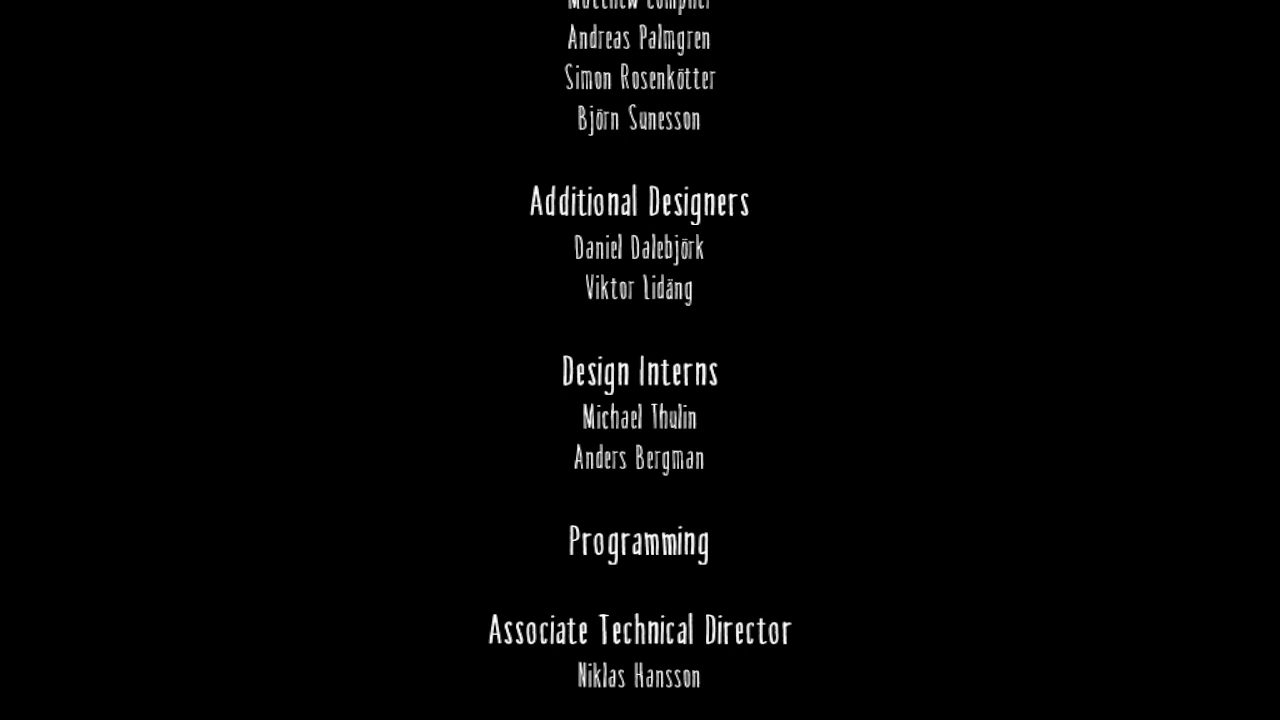 Andreas Palmgren
Simon Rosenkötter
Björn Sunesson
Additional Designers
Daniel Dalebjörk
Viktor Lidäng
Design Interns
Michael Thulin
Anders Bergman
Programming
Associate Technical Director
Niklas Hansson